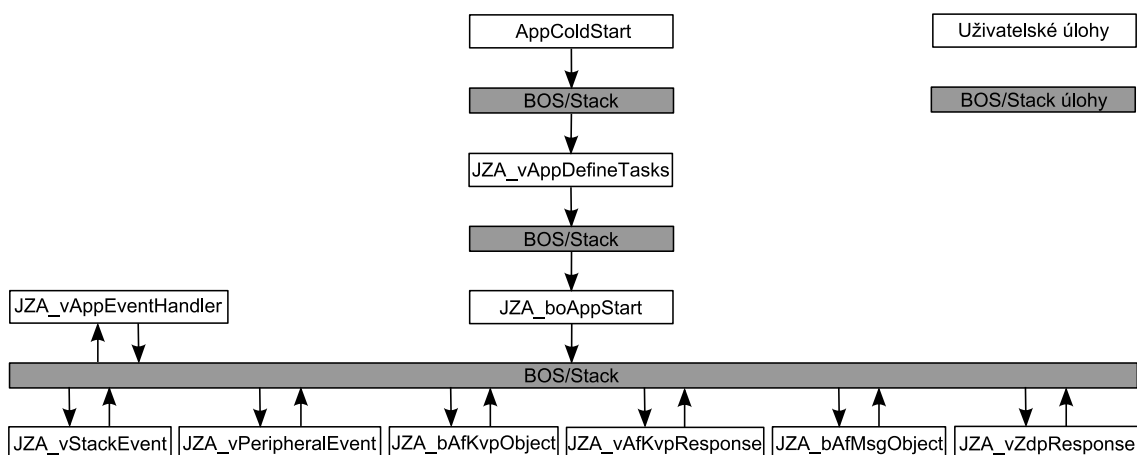 AppColdStart
Uživatelské úlohy
BOS/Stack
BOS/Stack úlohy
JZA_vAppDefineTasks
BOS/Stack
JZA_vAppEventHandler
JZA_boAppStart
BOS/Stack
JZA_vStackEvent
JZA_vPeripheralEvent
JZA_bAfKvpObject
JZA_vAfKvpResponse
JZA_bAfMsgObject
JZA_vZdpResponse